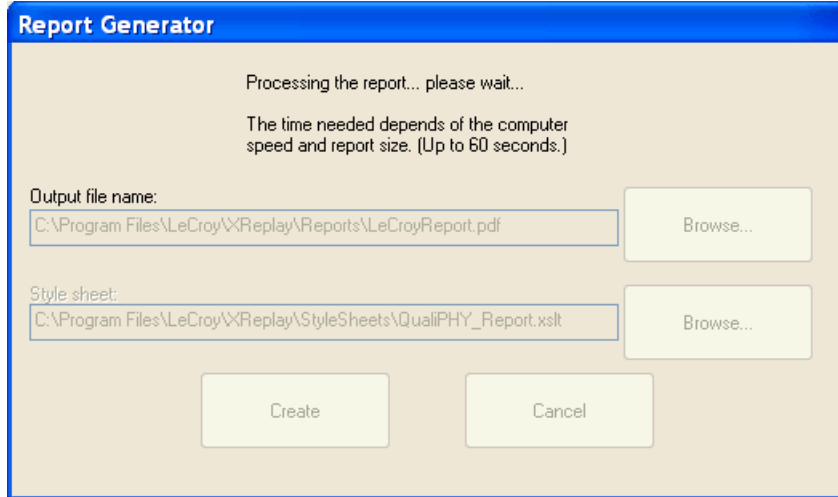 Report Generator
Processing the report... please wait...
The time needed depends of the computer
speed and report size. (Up to 60 seconds.)
Output file name:
C:\Program Files\LeCroy\XReplay\Reports\LeCroyReport.pdf
Browse...
Style sheet:
C:\Program Files\LeCroy\XReplay\StyleSheets\QualiPHY_Report.xslt
Browse...
Create
Cancel